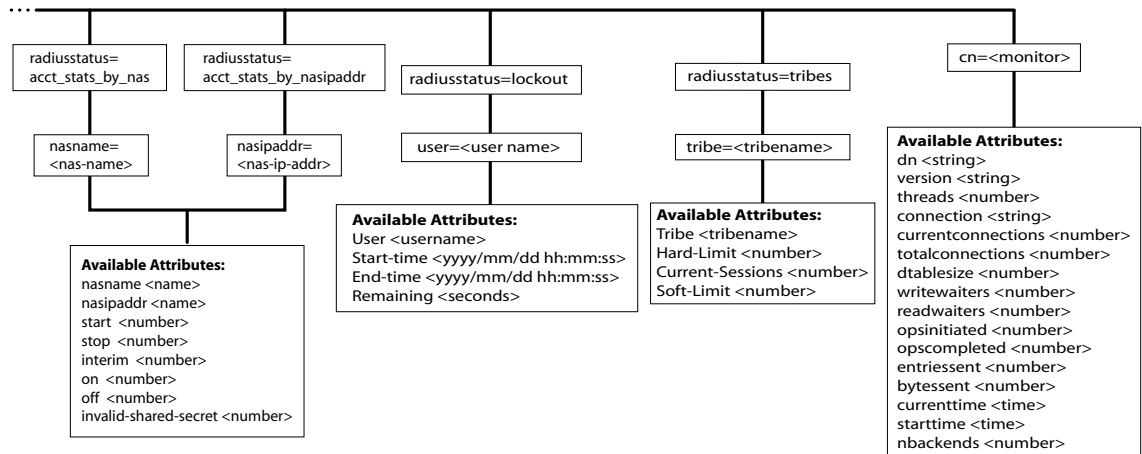 radiusstatus=
acct_stats_by_nas
nasname=
<nas-name>
radiusstatus=
acct_stats_by_nasipaddr
nasipaddr=
<nas-ip-addr>
Available Attributes:
nasname <name>
nasipaddr <name>
start <number>
stop <number>
interim <number>
on <number>
off <number>
invalid-shared-secret <number>
radiusstatus=lockout
user=<user name>
Available Attributes:
User <username>
Start-time <yyyy/mm/dd hh:mm:ss>
End-time <yyyy/mm/dd hh:mm:ss>
Remaining <seconds>
radiusstatus=tribes
tribe=<tribename>
Available Attributes:
Tribe <tribename>
Hard-Limit <number>
Current-Sessions <number>
Soft-Limit <number>
cn=<monitor>
Available Attributes:
dn <string>
version <string>
threads <number>
connection <string>
currentconnections <number>
totalconnections <number>
dtablesize <number>
writewaiters <number>
readwaiters <number>
opsinitiated <number>
opscompleted <number>
entriessent <number>
bytessent <number>
currenttime <time>
starttime <time>
nbackends <number>